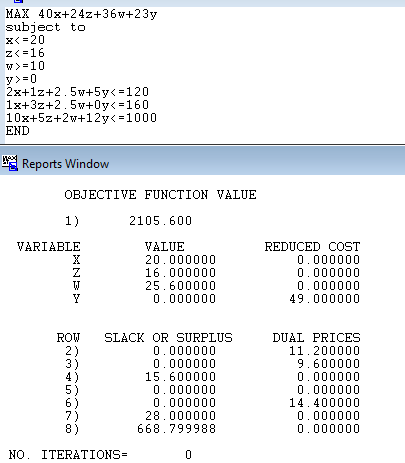 MAX 40x+24z+36w+23y
subject to
x<=20
z<=16
w>=10
y>=0
2x+1z+2.5w+5y<=120
1x+3z+2.5w+0y<=160
10x+5z+2w+12y<=1000
END
Reports Window
OBJECTIVE FUNCTION VALUE
1) 2105.600
VARIABLE VALUE REDUCED COST
X 20.000000 0.000000
Z 16.000000 0.000000
W 25.600000 0.000000
Y 0.000000 49.000000
ROW SLACK OR SURPLUS DUAL PRICES
2) 0.000000 11.200000
3) 0.000000 9.600000
4) 15.600000 0.000000
5) 0.000000 0.000000
6) 0.000000 14.400000
7) 28.000000 0.000000
8) 668.799988 0.000000
NO. ITERATIONS= 0